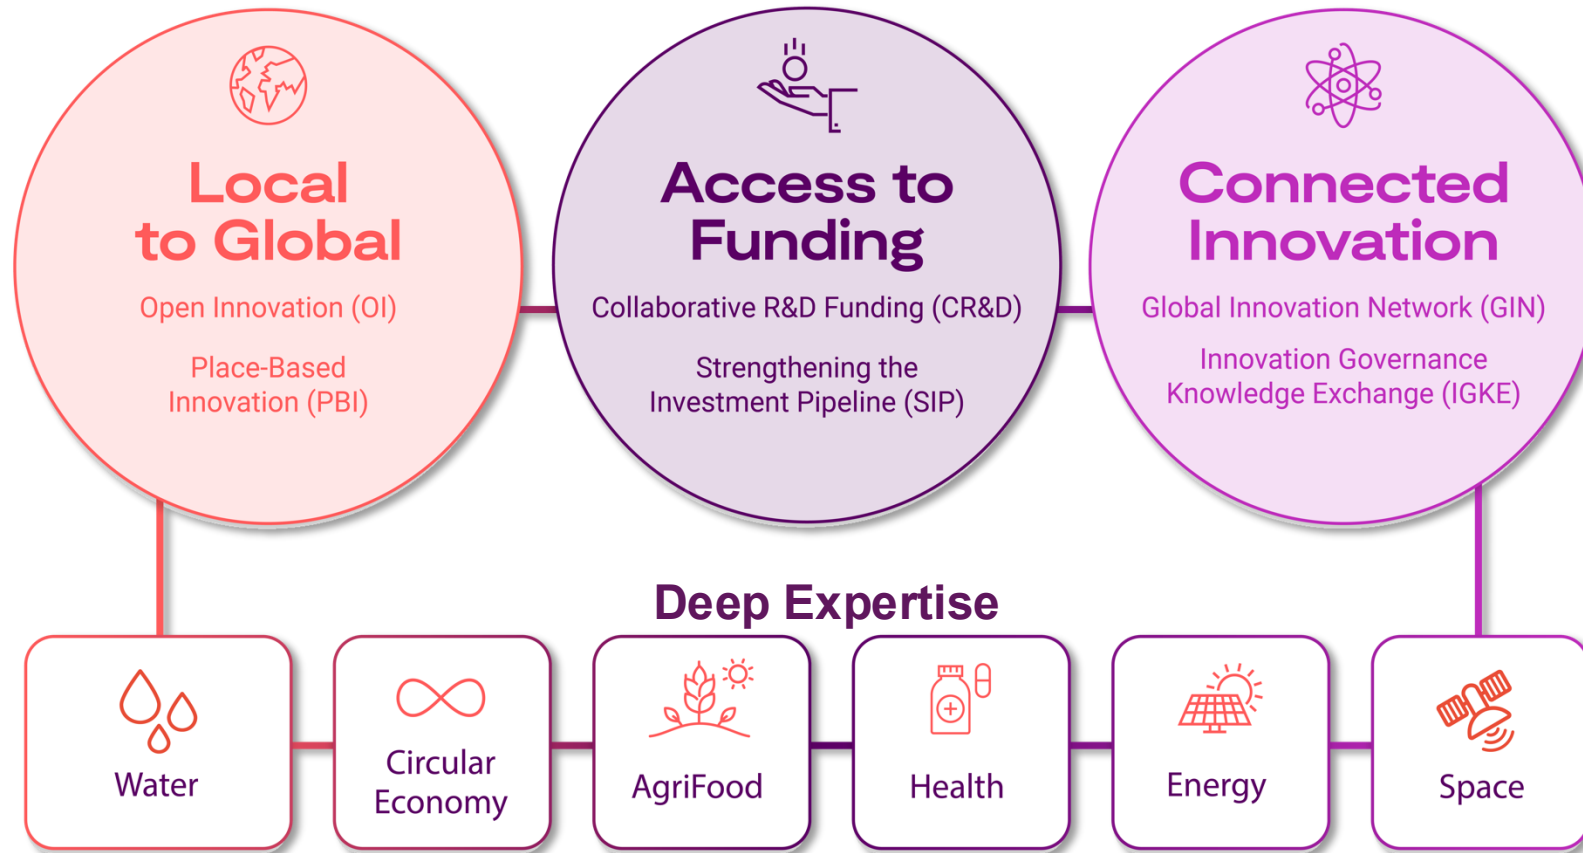 Local
to Global
Open Innovation (OI)
Place-Based
Innovation (PBI)
Access to
Funding
Collaborative R&D Funding (CR&D)
Strengthening the
Investment Pipeline (SIP)
Connected
Innovation
Global Innovation Network (GIN)
Innovation Governance
Knowledge Exchange (IGKE)
Deep Expertise
Water
Circular
Economy
AgriFood
Health
Energy
Space